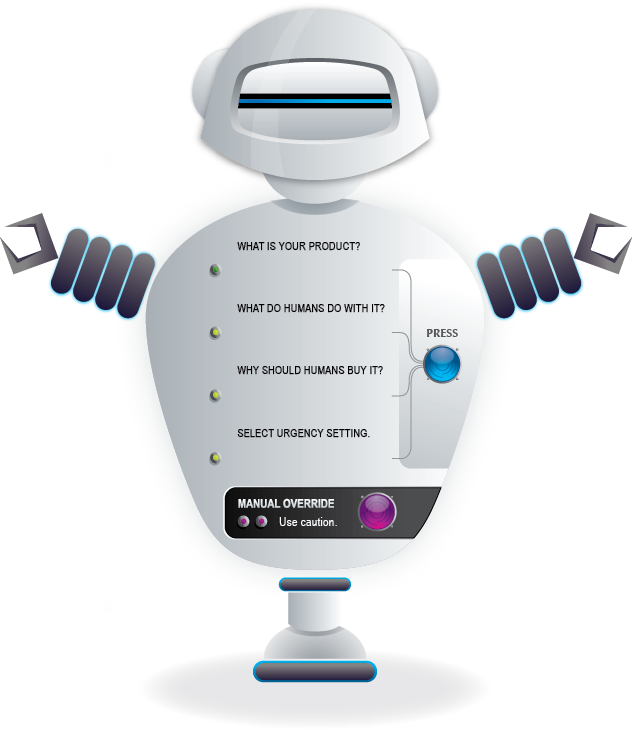 WHAT IS YOUR PRODUCT?
WHAT DO HUMANS DO WITH IT?
PRESS
WHY SHOULD HUMANS BUY IT?
SELECT URGENCY SETTING.
MANUAL OVERRIDE
Use caution.